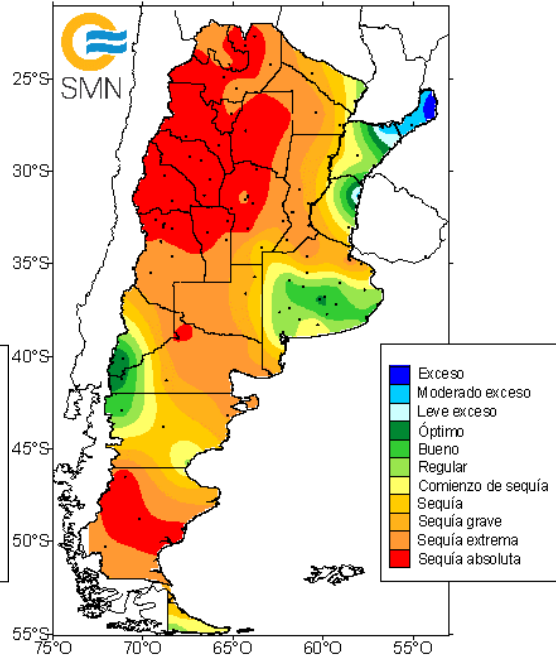 SMN
25°S
30°S
35°S
40°S
45°S
50°S
55°S
75°O
70°O
65°O
60°O
55°O
Exceso
Moderado exceso
Leve exceso
Óptimo
Bueno
Regular
Comienzo de sequía
Sequía
Sequía grave
Sequía extrema
Sequía absoluta